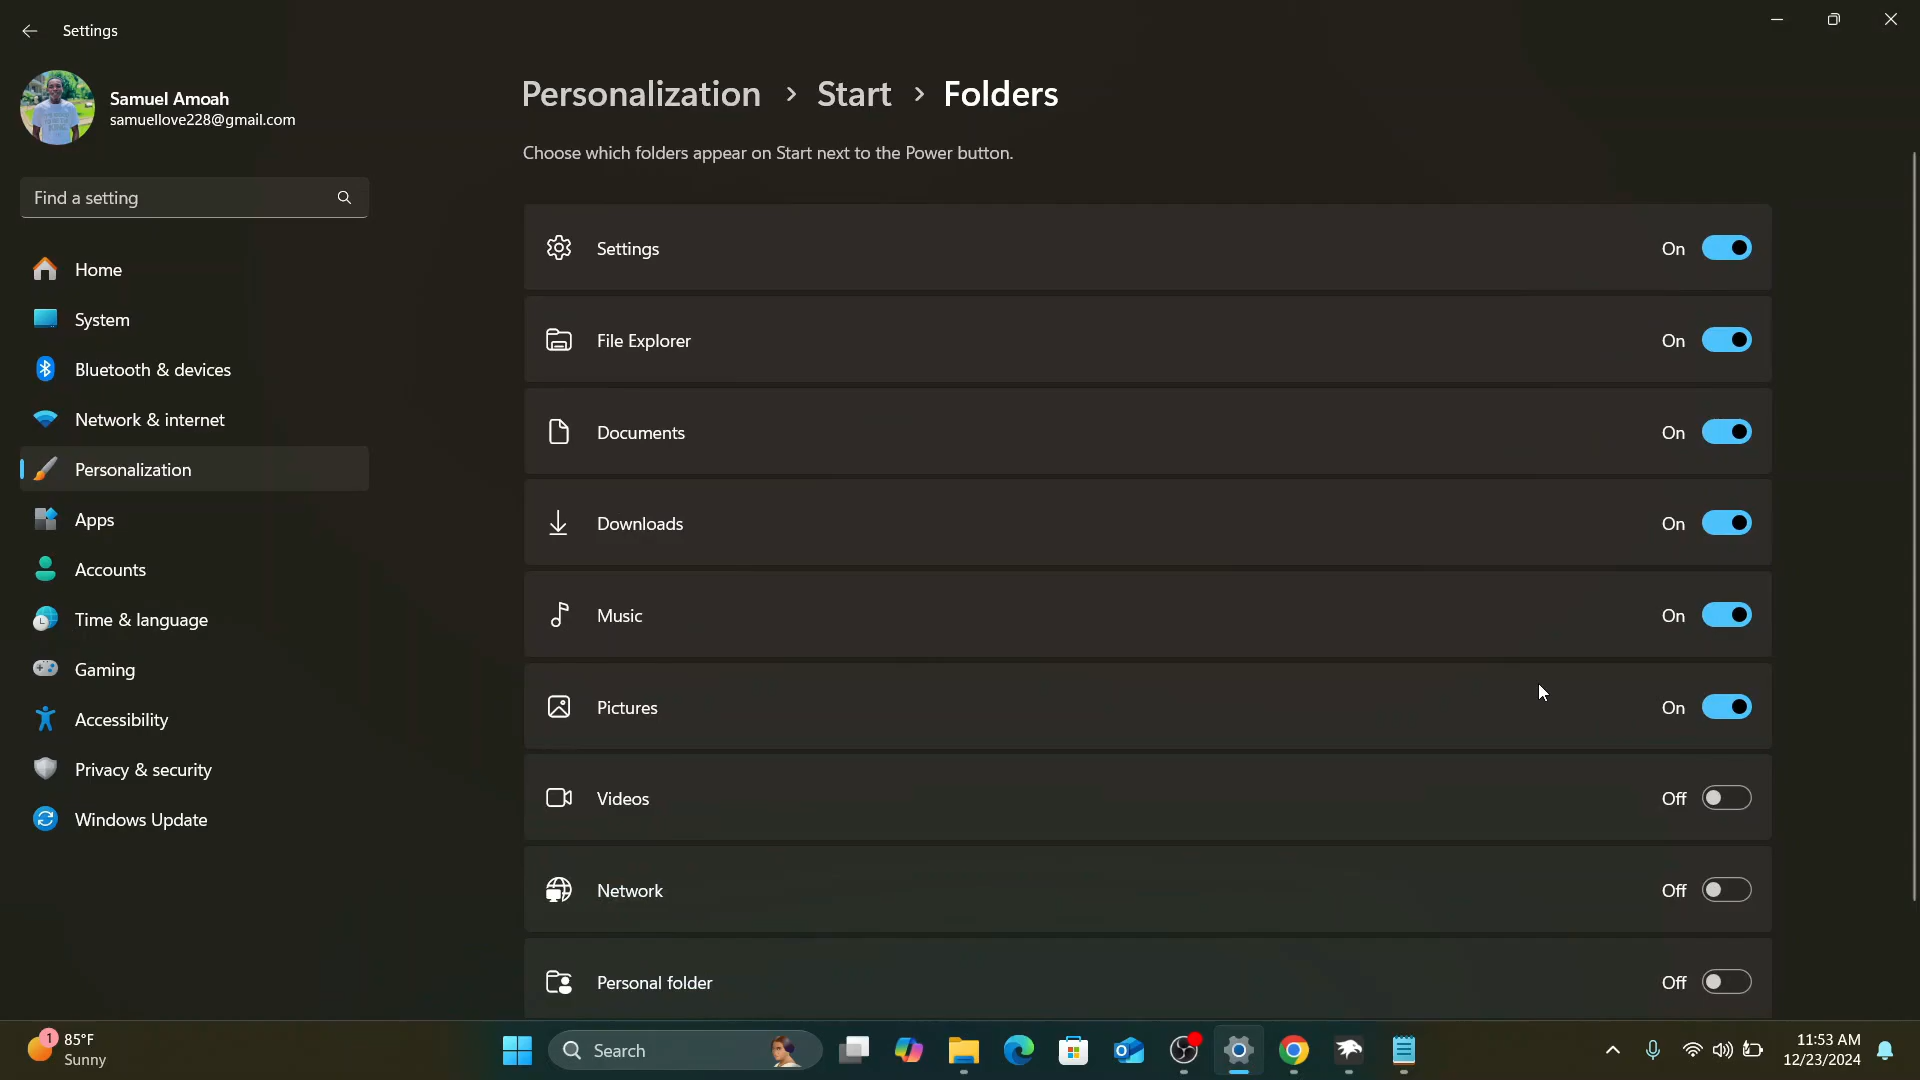 Settings
Samuel Amoah
samuellove228@gmail.com
Find a setting
Home
System
Bluetooth & devices
Network & internet
Personalization
Apps
Accounts
Time & language
Gaming
Accessibility
Privacy & security
Windows Update
Personalization > Start > Folders
Choose which folders appear on Start next to the Power button.
Settings On
File Explorer On
Documents On
Downloads On
Music On
Pictures On
Videos Off
Network Off
Personal folder Off
1
85°F
Sunny
Search
11:53 AM
12/23/2024